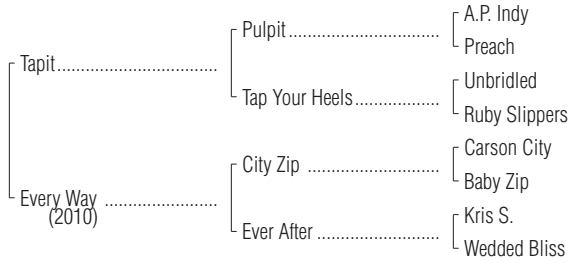 A.P. Indy
Pulpit
Preach
Tapit
Unbridled
Tap Your Heels
Ruby Slippers
Carson City
City Zip
Baby Zip
Every Way
(2010)
Kris S.
Ever After
Wedded Bliss